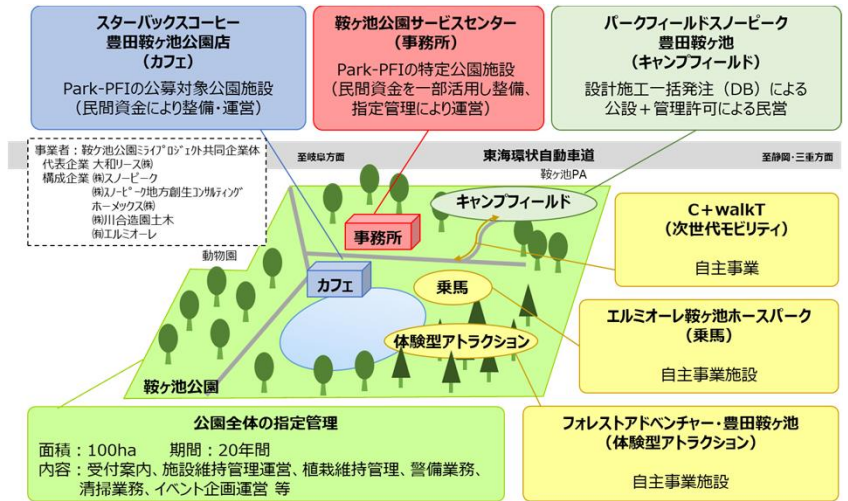 スターバックスコーヒー
豊田鞍ヶ池公園店
(カフェ)
Park-PFIの公募対象公園施設
(民間資金により整備・運営)
鞍ヶ池公園サービスセンター
(事務所)
Park-PFIの特定公園施設
(民間資金を一部活用し整備、
指定管理により運営)
パークフィールドスノーピーク
豊田鞍ヶ池
(キャンプフィールド)
設計施工一括発注(DB)による
公設+管理許可による民営
事業者:鞍ケ池公園ミライプロジェクト共同企業体
代表企業 大和リース㈱
構成企業 ㈱スノーピーク
㈱スノーピーク地方創生コンサルティング
ホーメックス㈱
㈱川合造園土木
㈲エルミオーレ
至岐阜方面
東海環状自動車道
至静岡・三重方面
鞍ヶ池PA
キャンプフィールド
事務所
動物園
カフェ
乗馬
体験型アトラクション
鞍ヶ池公園
C+walkT
(次世代モビリティ)
自主事業
エルミオーレ鞍ヶ池ホースパーク
(乗馬)
自主事業施設
フォレストアドベンチャー・豊田鞍ヶ池
(体験型アトラクション)
自主事業施設
公園全体の指定管理
面積:100ha 期間:20年間
内容:受付案内、施設維持管理運営、植栽維持管理、警備業務、
清掃業務、イベント企画運営 等